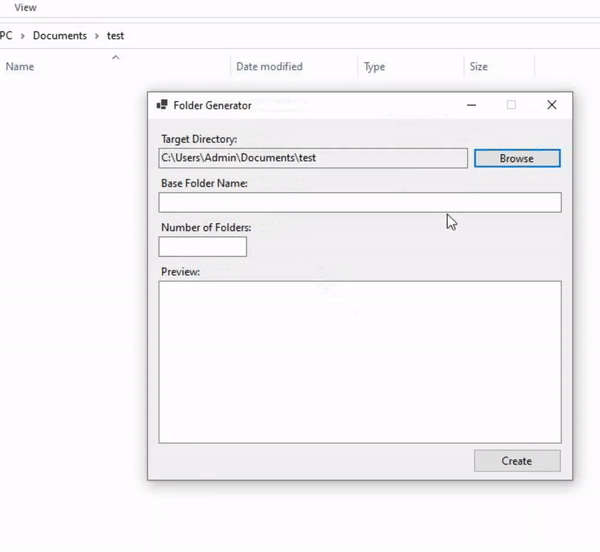 View
PC > Documents > test
Name Date modified Type Size
Folder Generator
Target Directory:
C:\Users\Admin\Documents\test Browse
Base Folder Name:
Number of Folders:
Preview:
Create